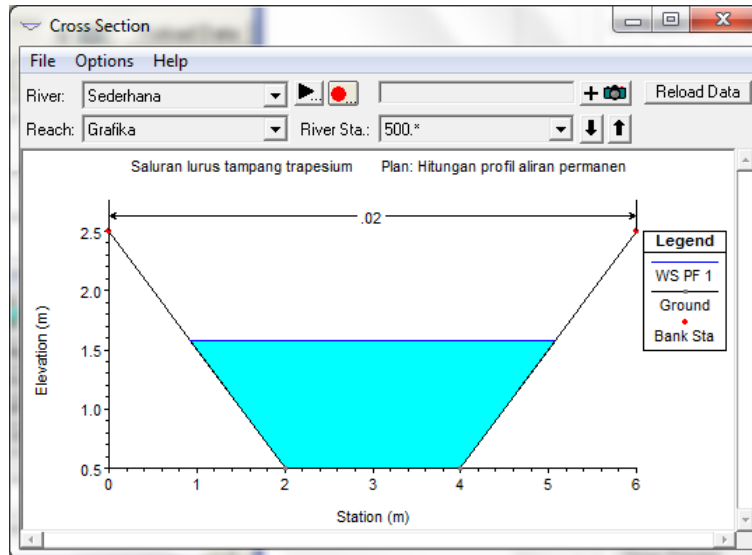 Cross Section
File Options Help
River: Sederhana Reload Data
Reach: Grafika River Sta.: 500.*
Saluran lurus tampang trapesium Plan: Hitungan profil aliran permanen
.02
2.5
2.0
1.5
1.0
0.5
0 1 2 3 4 5 6
Elevation (m)
Station (m)
Legend
WS PF 1
Ground
Bank Sta